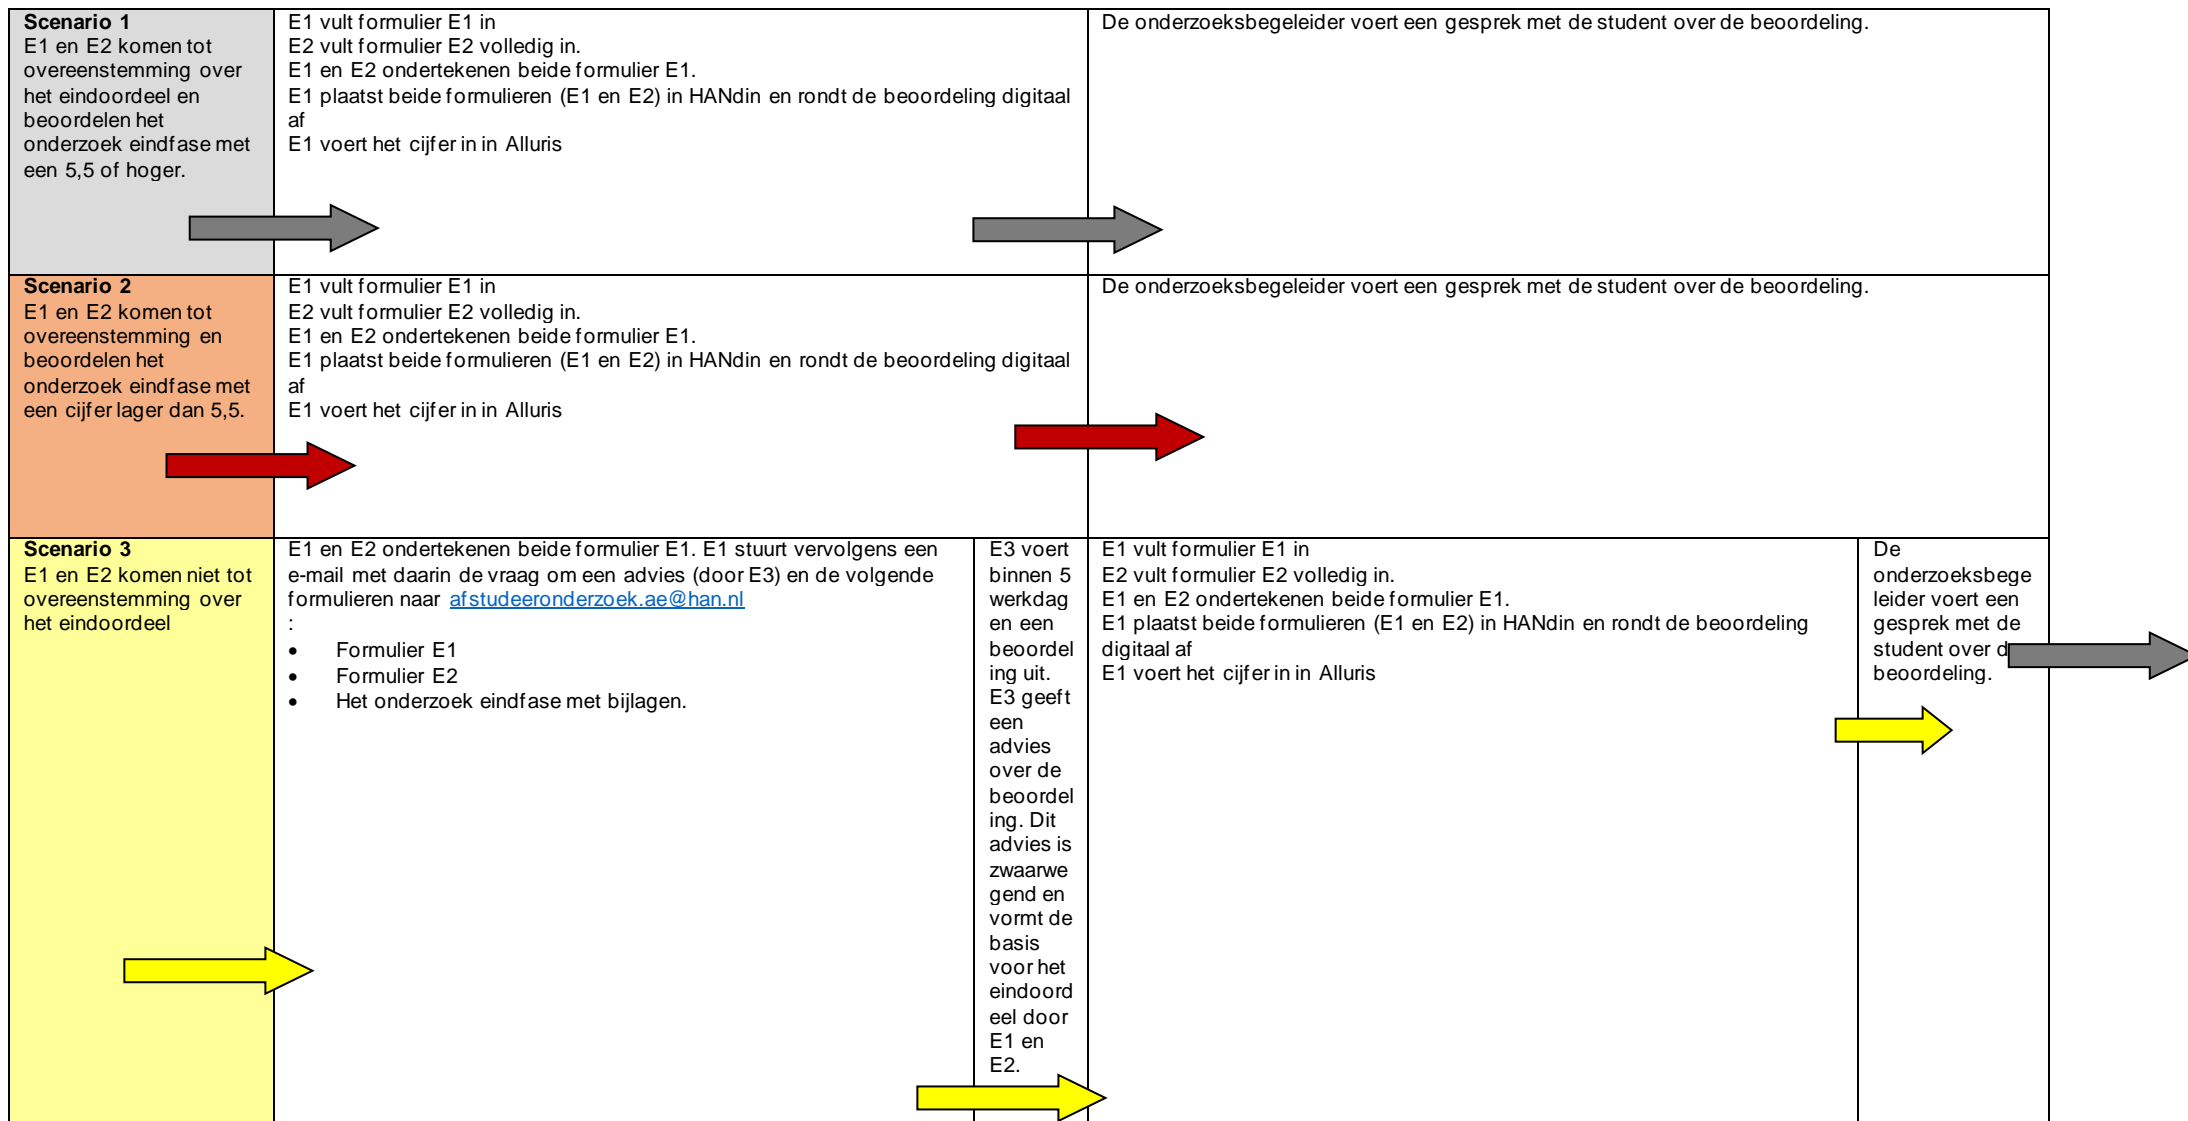 Scenario 1
E1 en E2 komen tot
overeenstemming over
het eindoordeel en
beoordelen het
onderzoek eindfase met
een 5,5 of hoger.
E1 vult formulier E1 in
E2 vult formulier E2 volledig in.
E1 en E2 ondertekenen beide formulier E1.
E1 plaatst beide formulieren (E1 en E2) in HANdin en rondt de beoordeling digitaal
af
E1 voert het cijfer in in Alluris
De onderzoeksbegeleider voert een gesprek met de student over de beoordeling.
Scenario 2
E1 en E2 komen tot
overeenstemming en
beoordelen het
onderzoek eindfase met
een cijfer lager dan 5,5.
E1 vult formulier E1 in
E2 vult formulier E2 volledig in.
E1 en E2 ondertekenen beide formulier E1.
E1 plaatst beide formulieren (E1 en E2) in HANdin en rondt de beoordeling digitaal
af
E1 voert het cijfer in in Alluris
De onderzoeksbegeleider voert een gesprek met de student over de beoordeling.
Scenario 3
E1 en E2 komen niet tot
overeenstemming over
het eindoordeel
E1 en E2 ondertekenen beide formulier E1. E1 stuurt vervolgens een
e-mail met daarin de vraag om een advies (door E3) en de volgende
formulieren naar afstudeeronderzoek.ae@han.nl
:
• Formulier E1
• Formulier E2
• Het onderzoek eindfase met bijlagen.
E3 voert
binnen 5
werkdag
en een
beoordel
ing uit.
E3 geeft
een
advies
over de
beoordel
ing. Dit
advies is
zwaarwe
gend en
vormt de
basis
voor het
eindoord
eel door
E1 en
E2.
E1 vult formulier E1 in
E2 vult formulier E2 volledig in.
E1 en E2 ondertekenen beide formulier E1.
E1 plaatst beide formulieren (E1 en E2) in HANdin en rondt de beoordeling
digitaal af
E1 voert het cijfer in in Alluris
De
onderzoeksbege
leider voert een
gesprek met de
student over d
beoordeling.